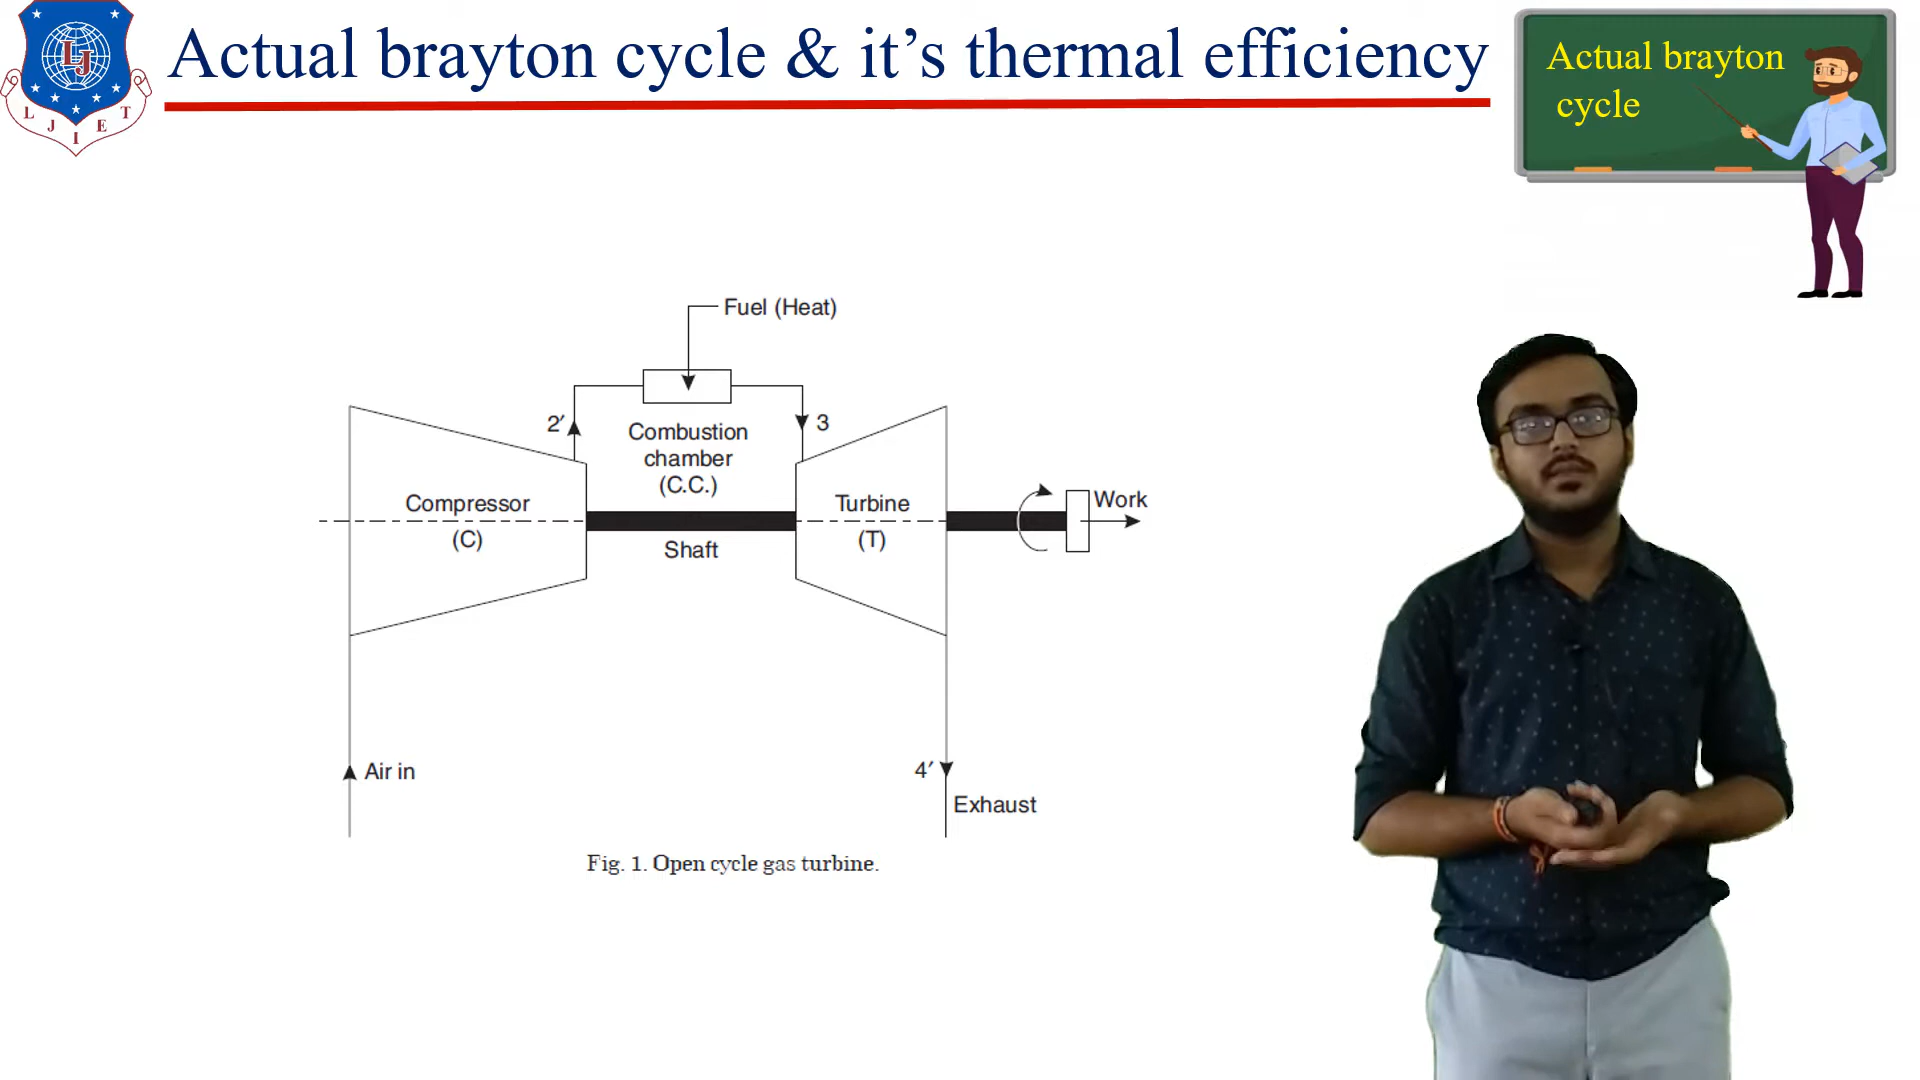 Actual brayton cycle & it’s thermal efficiency
Actual brayton
cycle
LJ
L J I E T
Fuel (Heat)
2′
3
Combustion
chamber
(C.C.)
Compressor
(C)
Shaft
Turbine
(T)
Work
Air in
4′
Exhaust
Fig. 1. Open cycle gas turbine.